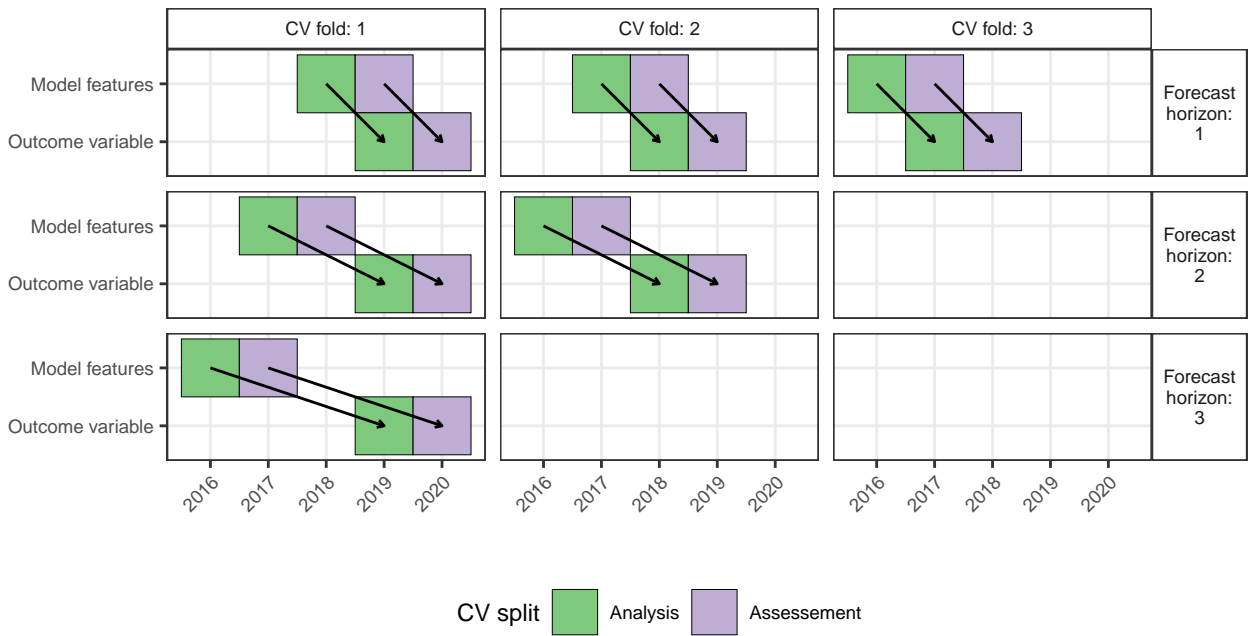 CV fold: 1
CV fold: 2
CV fold: 3
Model features
Outcome variable
Forecast
horizon:
1
Model features
Outcome variable
Forecast
horizon:
2
Model features
Outcome variable
Forecast
horizon:
3
2016 2017 2018 2019 2020
2016 2017 2018 2019 2020
2016 2017 2018 2019 2020
CV split Analysis Assessement